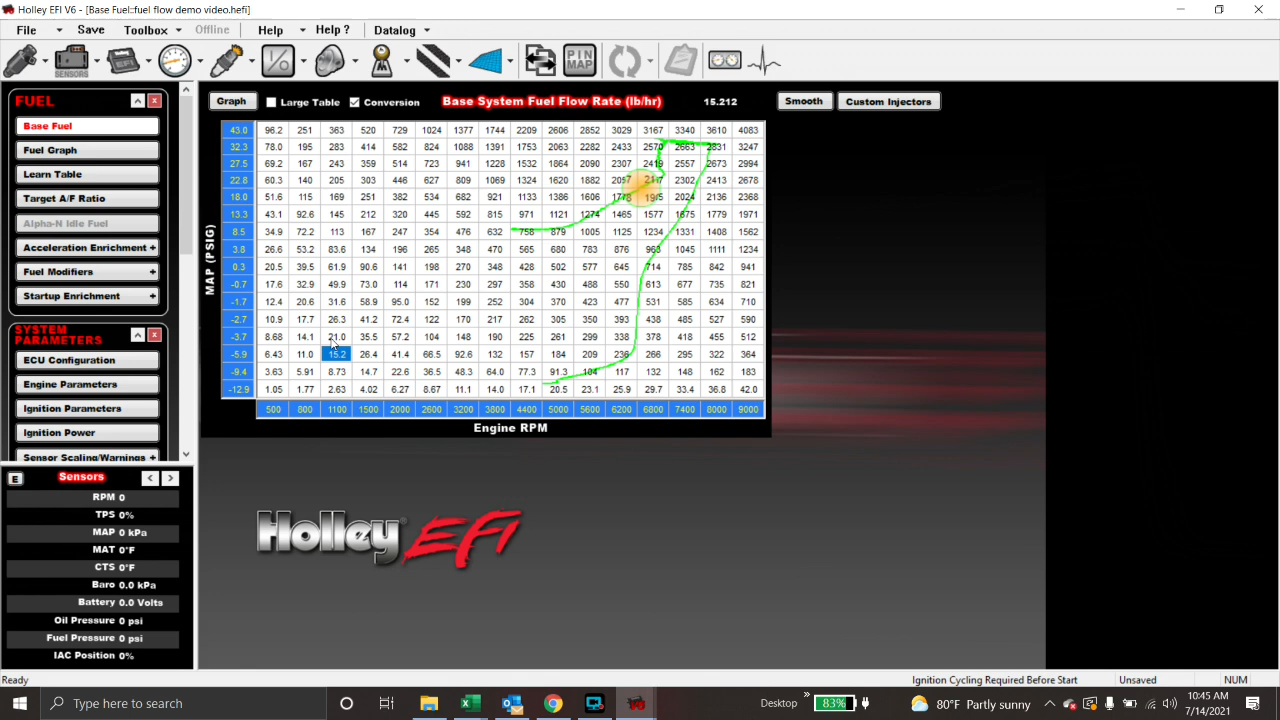 Holley EFI V6 - [Base Fuel::fuel flow demo video.hefi]
File Save Toolbox Offline Help Help ? Datalog
SENSORS EFI I/O PIN MAP
FUEL
Base Fuel
Fuel Graph
Learn Table
Target A/F Ratio
Alpha-N Idle Fuel
Acceleration Enrichment +
Fuel Modifiers +
Startup Enrichment +
SYSTEM PARAMETERS
ECU Configuration
Engine Parameters
Ignition Parameters
Ignition Power
Sensor Scaling/Warnings +
E Sensors < >
RPM 0
TPS 0%
MAP 0 kPa
MAT 0°F
CTS 0°F
Baro 0.0 kPa
Battery 0.0 Volts
Oil Pressure 0 psi
Fuel Pressure 0 psi
IAC Position 0%
Graph Large Table Conversion Base System Fuel Flow Rate (lb/hr) 15.212 Smooth Custom Injectors
MAP (PSIG)
43.0 96.2 251 363 520 729 1024 1377 1744 2209 2606 2852 3029 3167 3340 3610 4083
32.3 78.0 195 283 414 582 824 1088 1391 1753 2063 2282 2433 2570 2663 2831 3247
27.5 69.2 167 243 359 514 723 941 1228 1532 1864 2090 2307 2419 2557 2673 2994
22.8 60.3 140 205 303 446 627 809 1069 1324 1620 1882 2057 2302 2413 2678
18.0 51.6 115 169 251 382 534 682 921 1133 1386 1606 1778 2024 2136 2368
13.3 43.1 92.6 145 212 320 445 592 815 971 1121 1274 1465 1577 1675 1779 1971
8.5 34.9 72.2 113 167 247 354 476 632 758 879 1005 1125 1234 1331 1408 1562
3.8 26.6 53.2 83.6 134 196 265 348 470 565 680 783 876 963 1045 1111 1234
0.3 20.5 39.5 61.9 90.6 141 198 270 348 428 502 577 645 714 785 842 941
-0.7 17.6 32.9 49.9 73.0 114 171 230 297 358 430 488 550 613 677 735 821
-1.7 12.4 20.6 31.6 58.9 95.0 152 199 252 304 370 423 477 531 585 634 710
-2.7 10.9 17.7 26.3 41.2 72.4 122 170 217 262 305 350 393 438 485 527 590
-3.7 8.68 14.1 21.0 35.5 57.2 104 148 190 225 261 299 338 378 418 455 512
-5.9 6.43 11.0 15.2 26.4 41.4 66.5 92.6 132 157 184 209 236 266 295 322 364
-9.4 3.63 5.91 8.73 14.7 22.6 36.5 48.3 64.0 77.3 91.3 104 117 132 148 162 183
-12.9 1.05 1.77 2.63 4.02 6.27 8.67 11.1 14.0 17.1 20.5 23.1 25.9 29.7 33.4 36.8 42.0
500 800 1100 1500 2000 2600 3200 3800 4400 5000 5600 6200 6800 7400 8000 9000
Engine RPM
Holley EFI
Ready Ignition Cycling Required Before Start Unsaved NUM
Type here to search Desktop » 83% 80°F Partly sunny 10:45 AM
7/14/2021